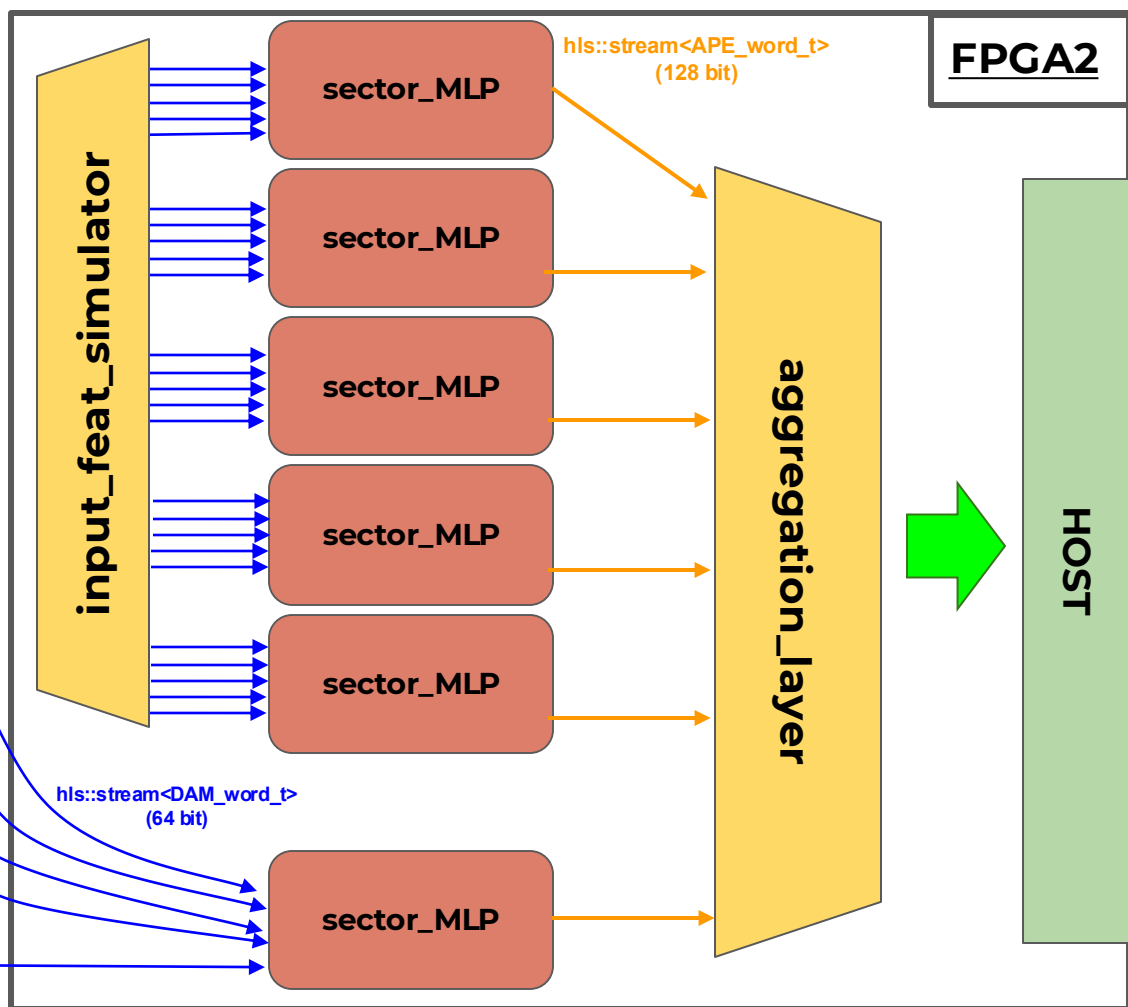 hls::stream<APE_word_t>
(128 bit)
FPGA2
input_feat_simulator
sector_MLP
sector_MLP
sector_MLP
sector_MLP
sector_MLP
aggregation_layer
HOST
hls::stream<DAM_word_t>
(64 bit)
sector_MLP